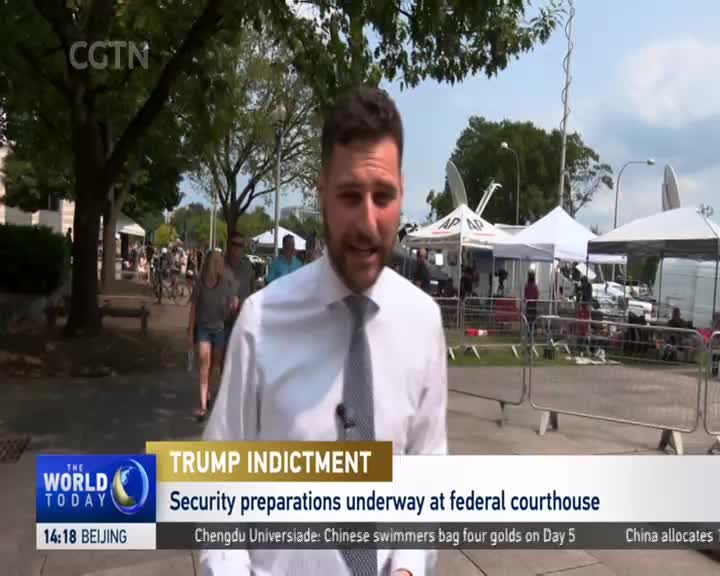 CGTN
AP
AP
TRUMP INDICTMENT
THE
WORLD
TODAY
Security preparations underway at federal courthouse
14:18 BEIJING
Chengdu Universiade: Chinese swimmers bag four golds on Day 5
China allocates